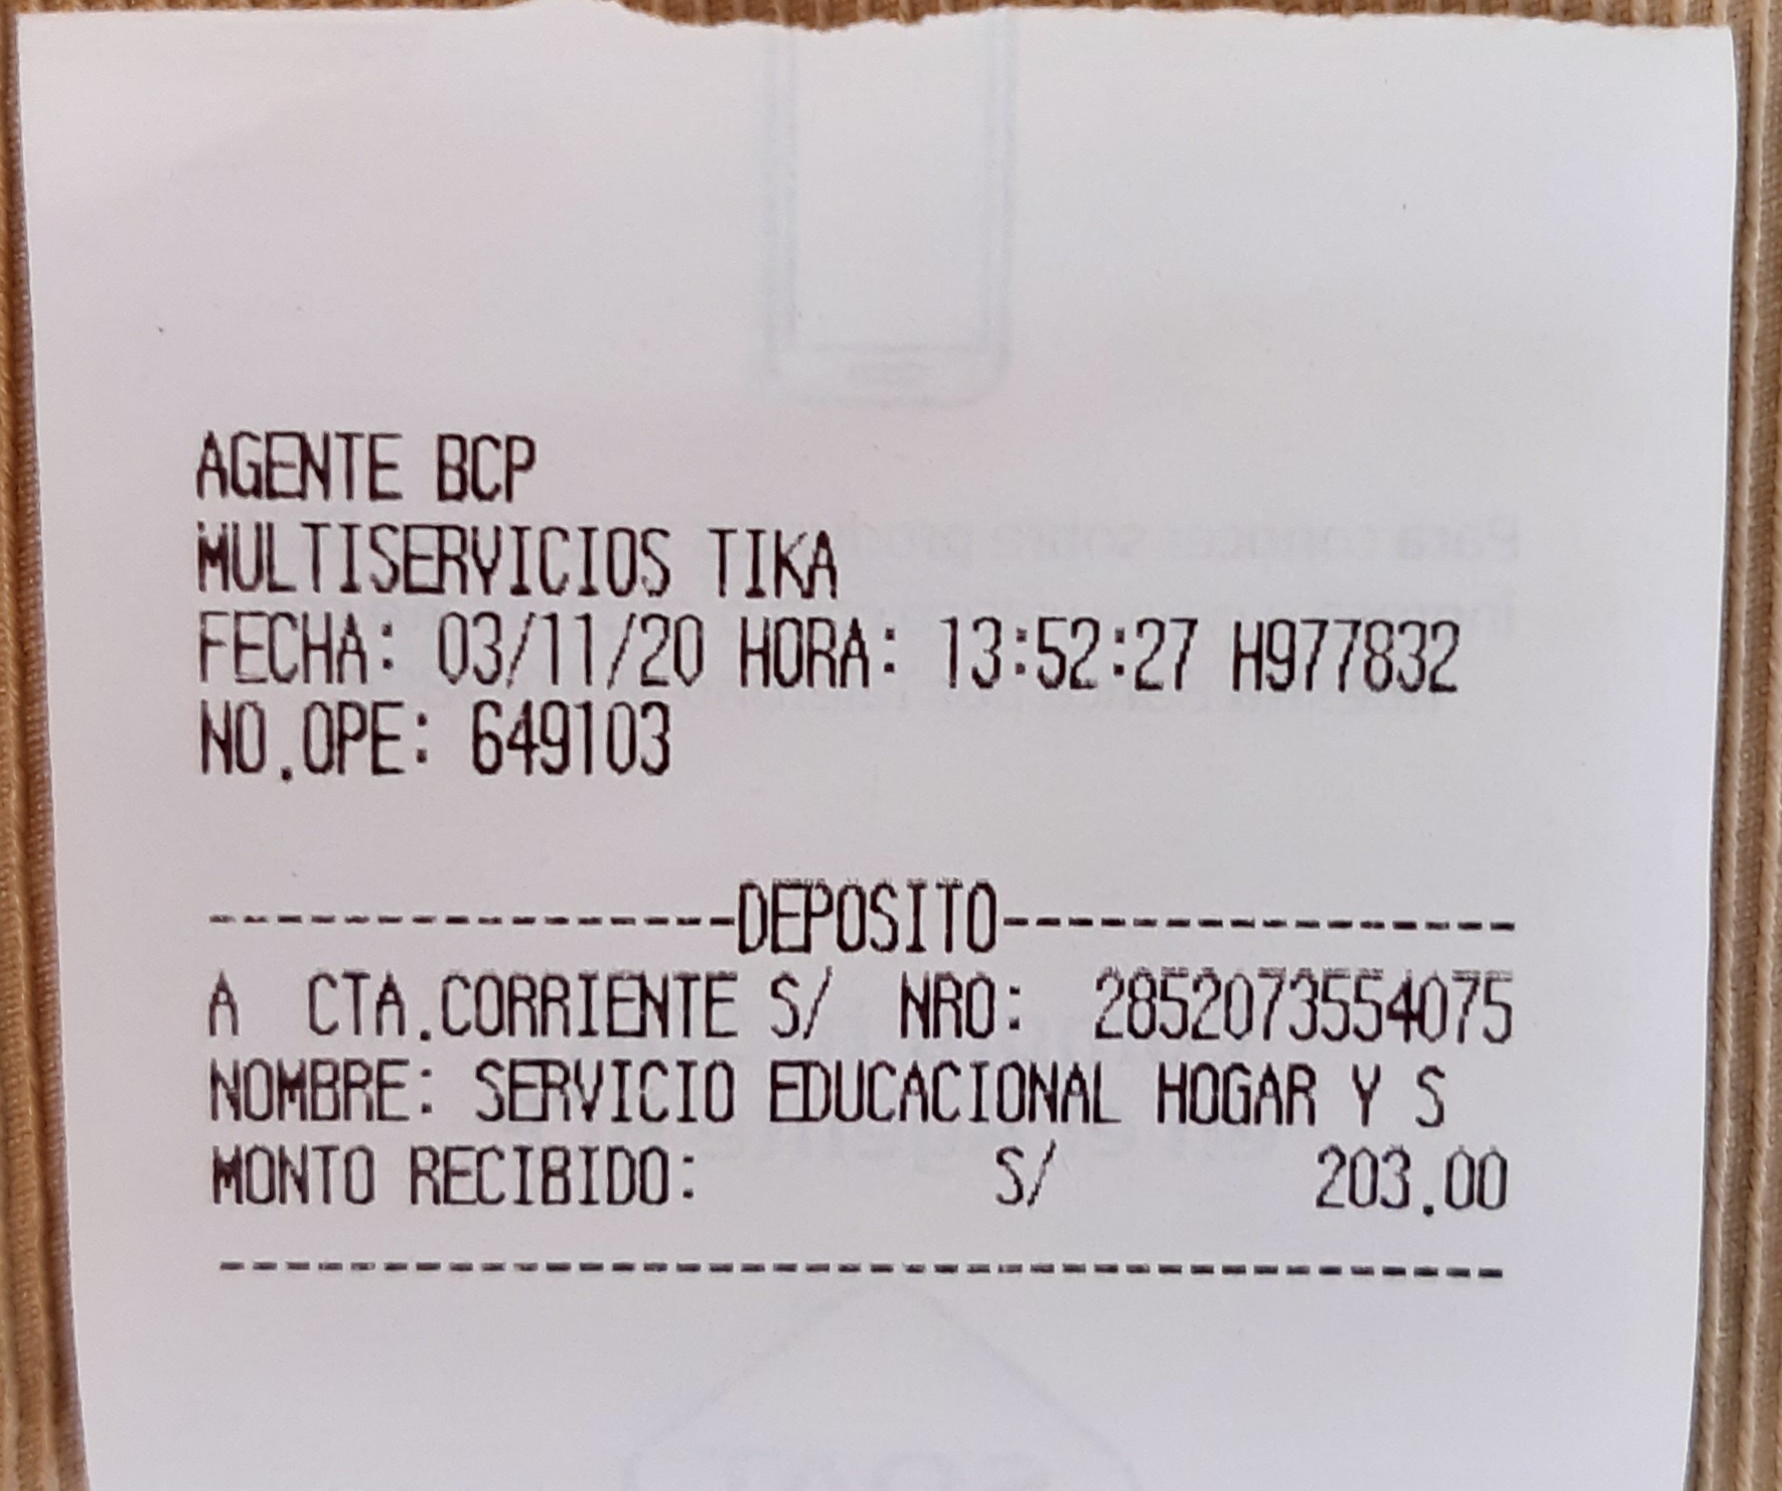 AGENTE BCP
MULTISERVICIOS TIKA
FECHA: 03/11/20 HORA: 13:52:27 H977832
NO.OPE: 649103
----------------DEPOSITO----------------
A CTA.CORRIENTE S/ NRO: 2852073554075
NOMBRE: SERVICIO EDUCACIONAL HOGAR Y S
MONTO RECIBIDO: S/ 203.00
----------------------------------------